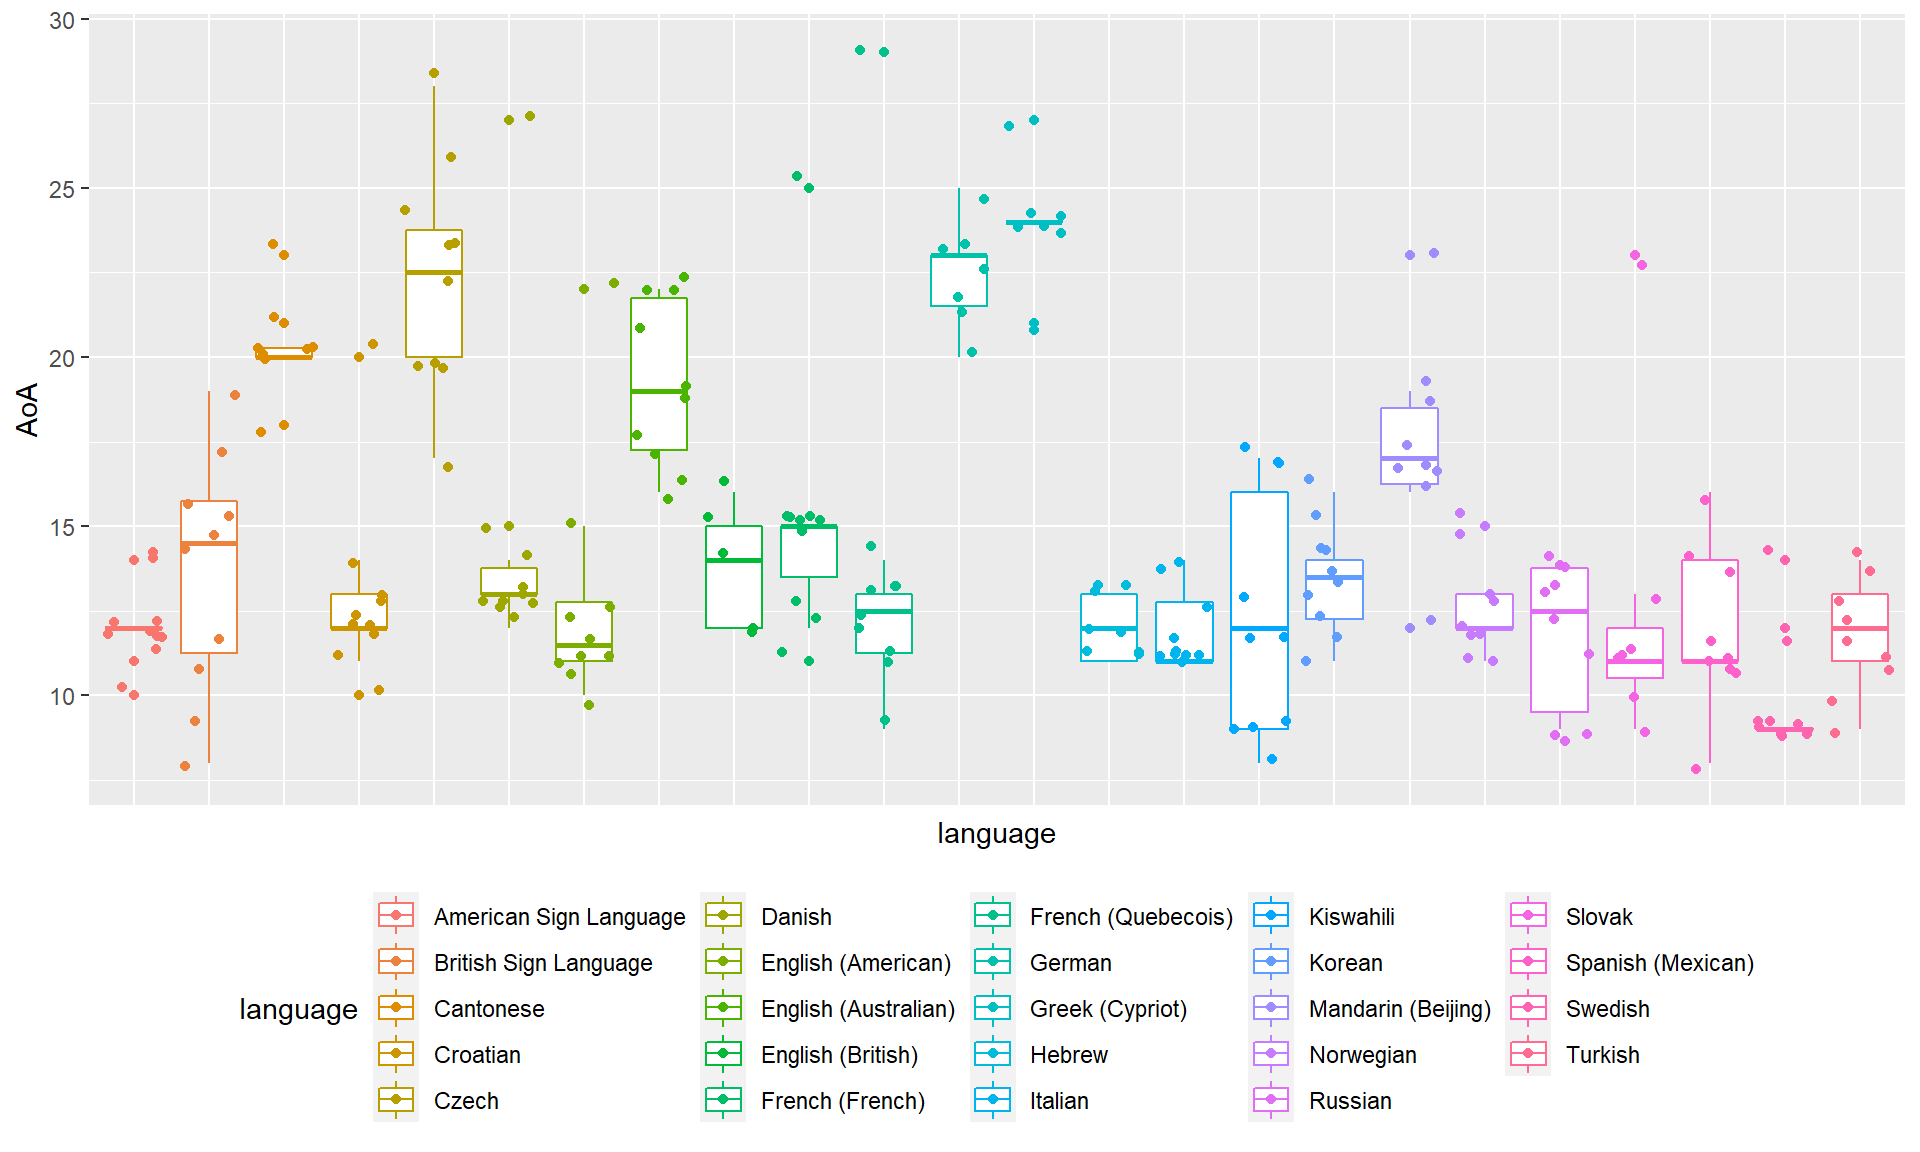 30
25
20
15
10
AoA
language
language
American Sign Language
British Sign Language
Cantonese
Croatian
Czech
Danish
English (American)
English (Australian)
English (British)
French (French)
French (Quebecois)
German
Greek (Cypriot)
Hebrew
Italian
Kiswahili
Korean
Mandarin (Beijing)
Norwegian
Russian
Slovak
Spanish (Mexican)
Swedish
Turkish